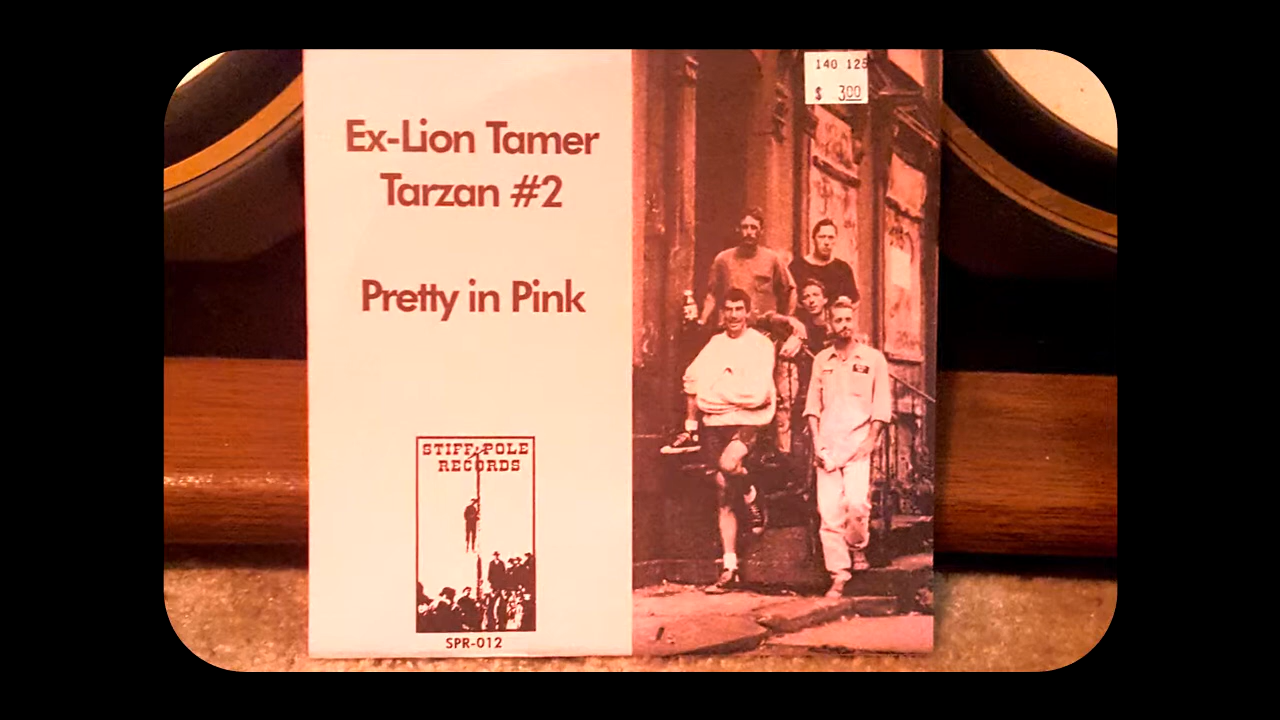 Ex-Lion Tamer
Tarzan #2
Pretty in Pink
STIFF POLE
RECORDS
SPR-012
140 125
$ 3.00